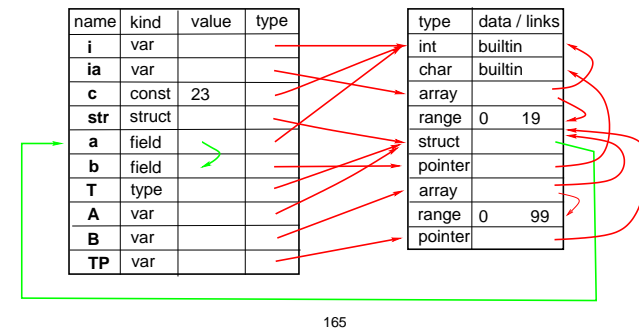 name kind value type
i var
ia var
c const 23
str struct
a field
b field
T type
A var
B var
TP var
type data / links
int builtin
char builtin
array
range 0 19
struct
pointer
array
range 0 99
pointer
165